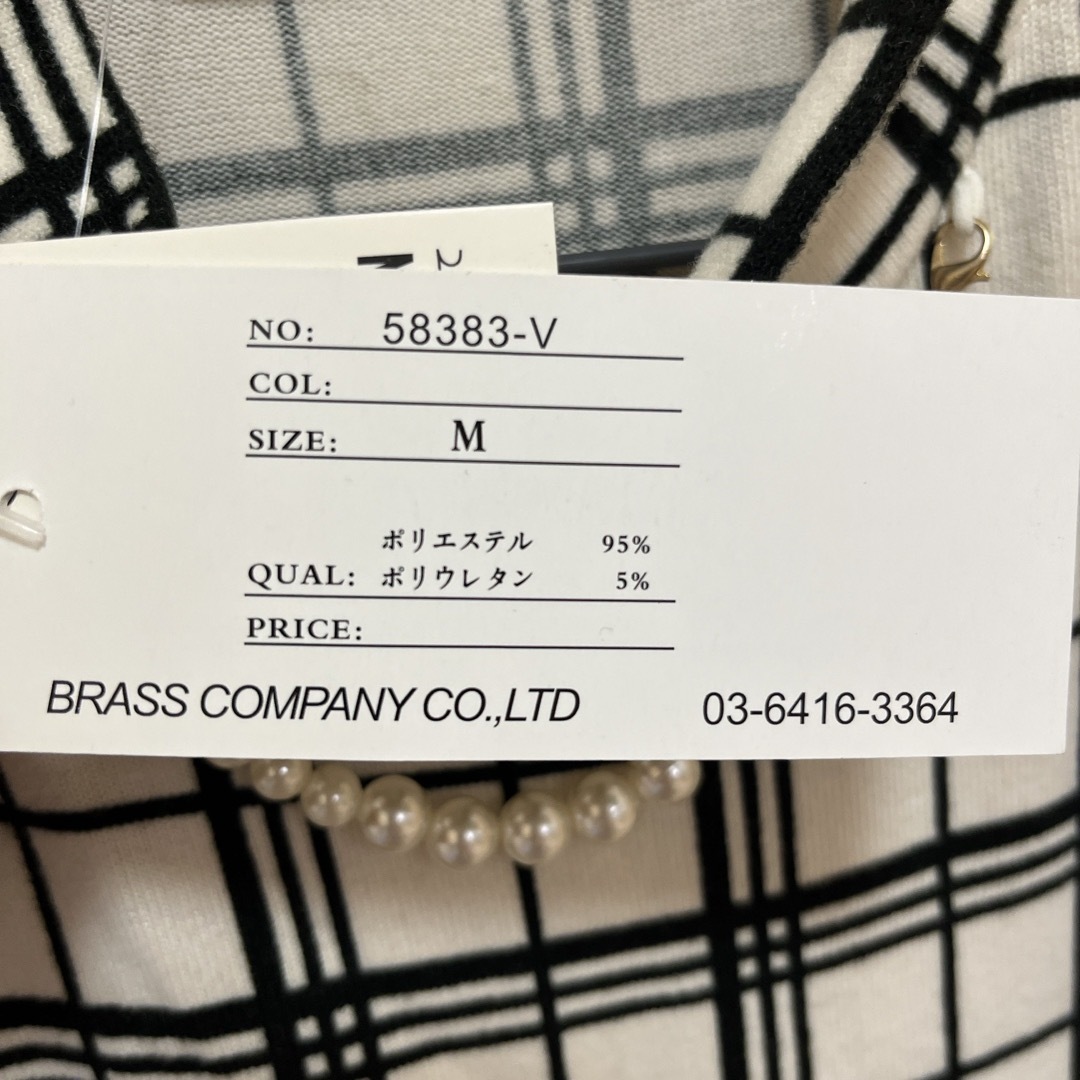 NO: 58383-V
COL:
SIZE: M
ポリエステル 95%
QUAL: ポリウレタン 5%
PRICE:
BRASS COMPANY CO.,LTD 03-6416-3364